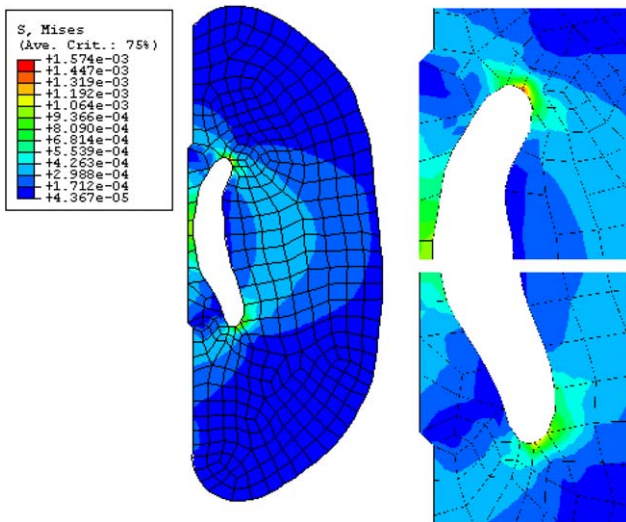 S, Mises
(Ave. Crit.: 75%)
+1.574e-03
+1.447e-03
+1.319e-03
+1.192e-03
+1.064e-03
+9.366e-04
+8.090e-04
+6.814e-04
+5.539e-04
+4.263e-04
+2.988e-04
+1.712e-04
+4.367e-05